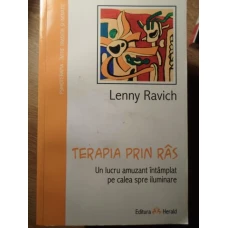 Lenny Ravich
TERAPIA PRIN RÂS
Un lucru amuzant întâmplat
pe calea spre iluminare
Editura Herald